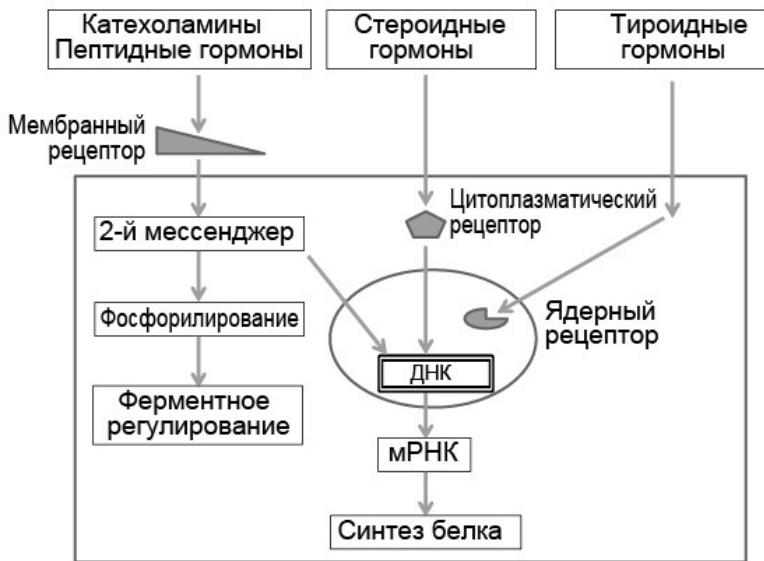 Катехоламины
Пептидные гормоны
Стероидные
гормоны
Тироидные
гормоны
Мембранный
рецептор
Цитоплазматический
рецептор
2-й мессенджер
Фосфорилирование
Ядерный
рецептор
ДНК
Ферментное
регулирование
мРНК
Синтез белка